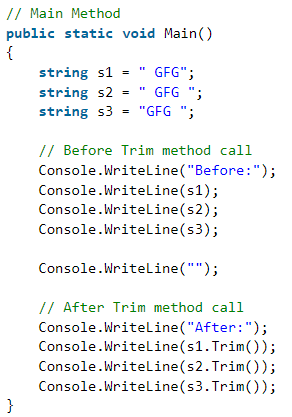 // Main Method
public static void Main()
{
    string s1 = " GFG";
    string s2 = " GFG ";
    string s3 = "GFG ";

    // Before Trim method call
    Console.WriteLine("Before:");
    Console.WriteLine(s1);
    Console.WriteLine(s2);
    Console.WriteLine(s3);

    Console.WriteLine("");

    // After Trim method call
    Console.WriteLine("After:");
    Console.WriteLine(s1.Trim());
    Console.WriteLine(s2.Trim());
    Console.WriteLine(s3.Trim());
}